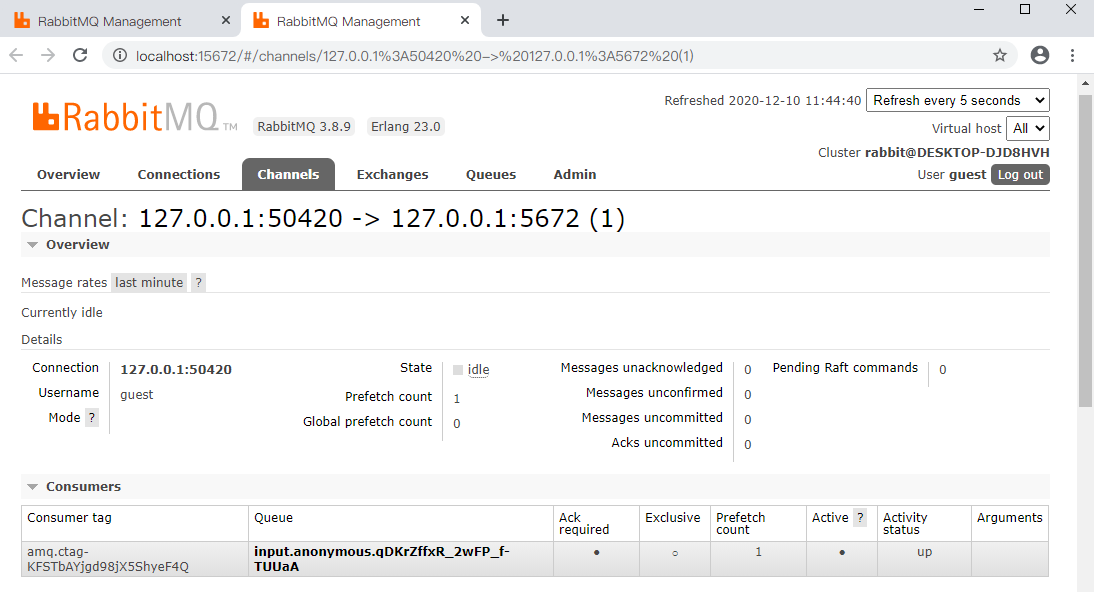 RabbitMQ Management
RabbitMQ Management
localhost:15672/#/channels/127.0.0.1%3A50420%20->%20127.0.0.1%3A5672%20(1)
Refreshed 2020-12-10 11:44:40 Refresh every 5 seconds
RabbitMQ TM RabbitMQ 3.8.9 Erlang 23.0
Virtual host All
Cluster rabbit@DESKTOP-DJD8HVH
User guest Log out
Overview Connections Channels Exchanges Queues Admin
Channel: 127.0.0.1:50420 -> 127.0.0.1:5672 (1)
Overview
Message rates last minute ?
Currently idle
Details
Connection 127.0.0.1:50420
Username guest
Mode ?
State idle
Prefetch count 1
Global prefetch count 0
Messages unacknowledged 0
Messages unconfirmed 0
Messages uncommitted 0
Acks uncommitted 0
Pending Raft commands 0
Consumers
Consumer tag Queue Ack required Exclusive Prefetch count Active ? Activity status Arguments
amq.ctag-
KFSTbAYjgd98jX5ShyeF4Q
input.anonymous.qDKrZffxR_2wFP_f-
TUUaA
● ○ 1 ● up